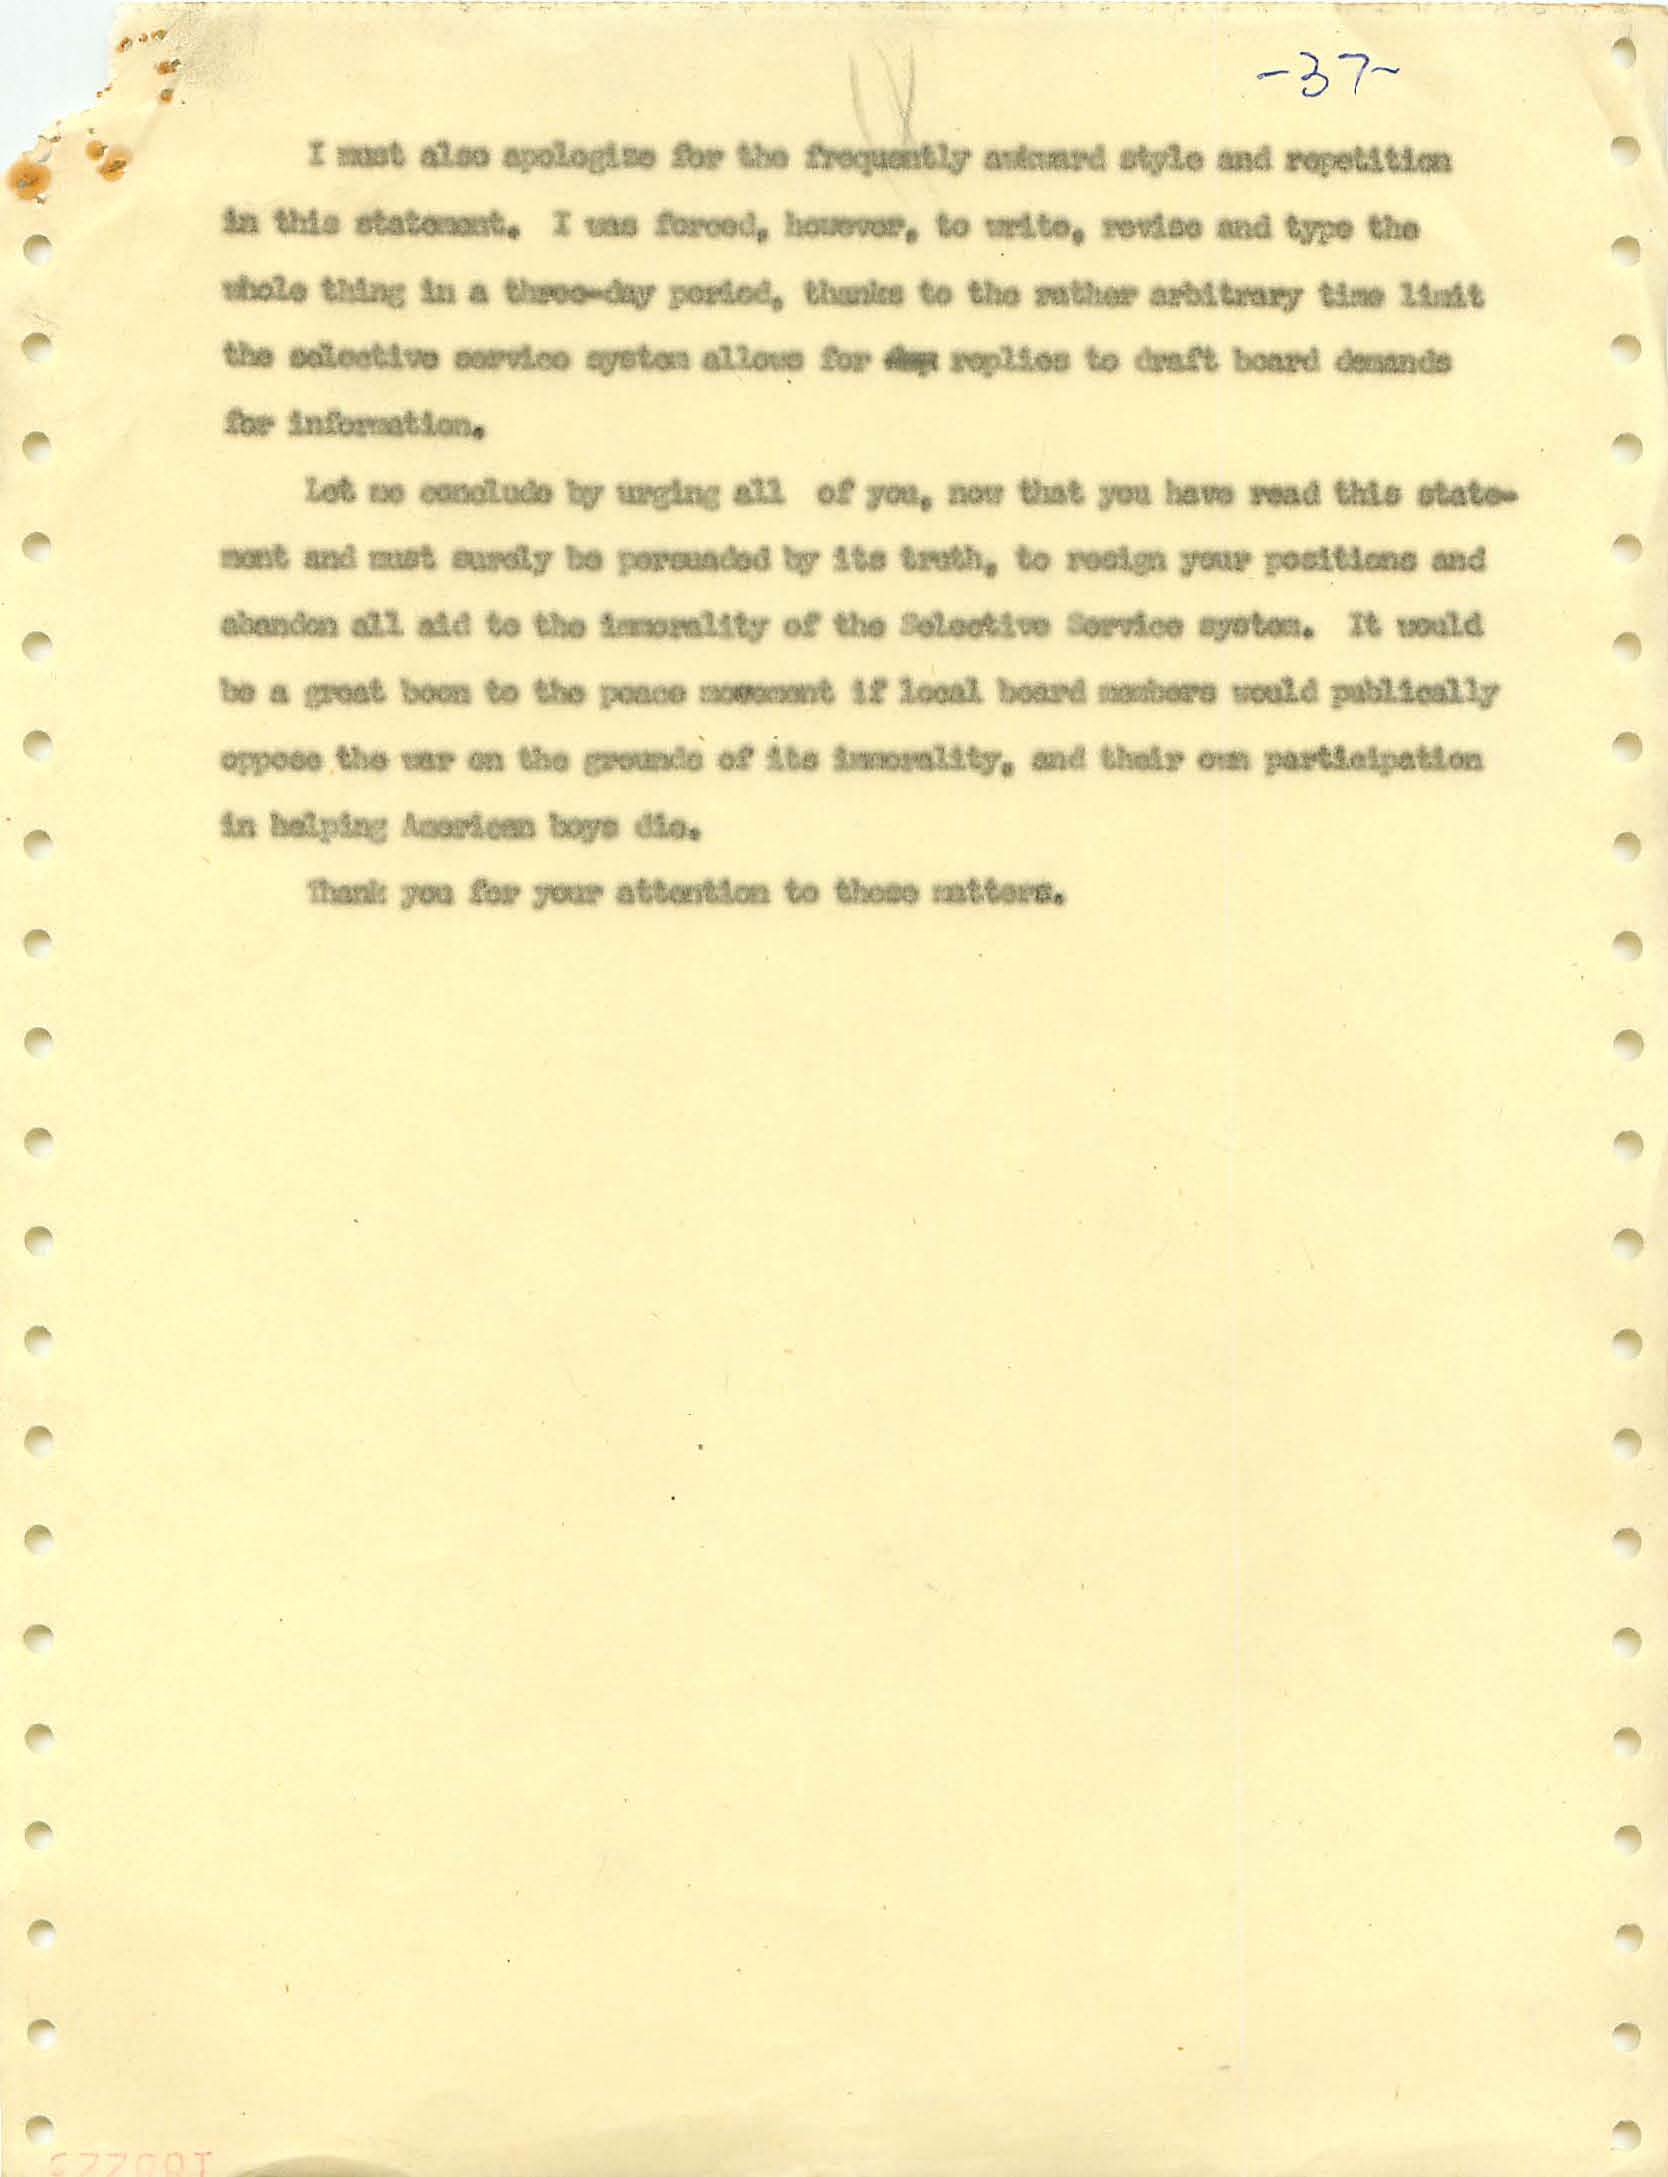 -37-
I must also apologize for the frequently awkward style and repetition
in this statement. I was forced, however, to write, revise and type the
whole thing in a three-day period, thanks to the rather arbitrary time limit
the selective service system allows for replies to draft board demands
for information.
Let me conclude by urging all of you, now that you have read this state-
ment and must surely be persuaded by its truth, to resign your positions and
abandon all aid to the immorality of the Selective Service system. It would
be a great boon to the peace movement if local board members would publically
oppose the war on the grounds of its immorality, and their own participation
in helping American boys die.
Thank you for your attention to these matters.